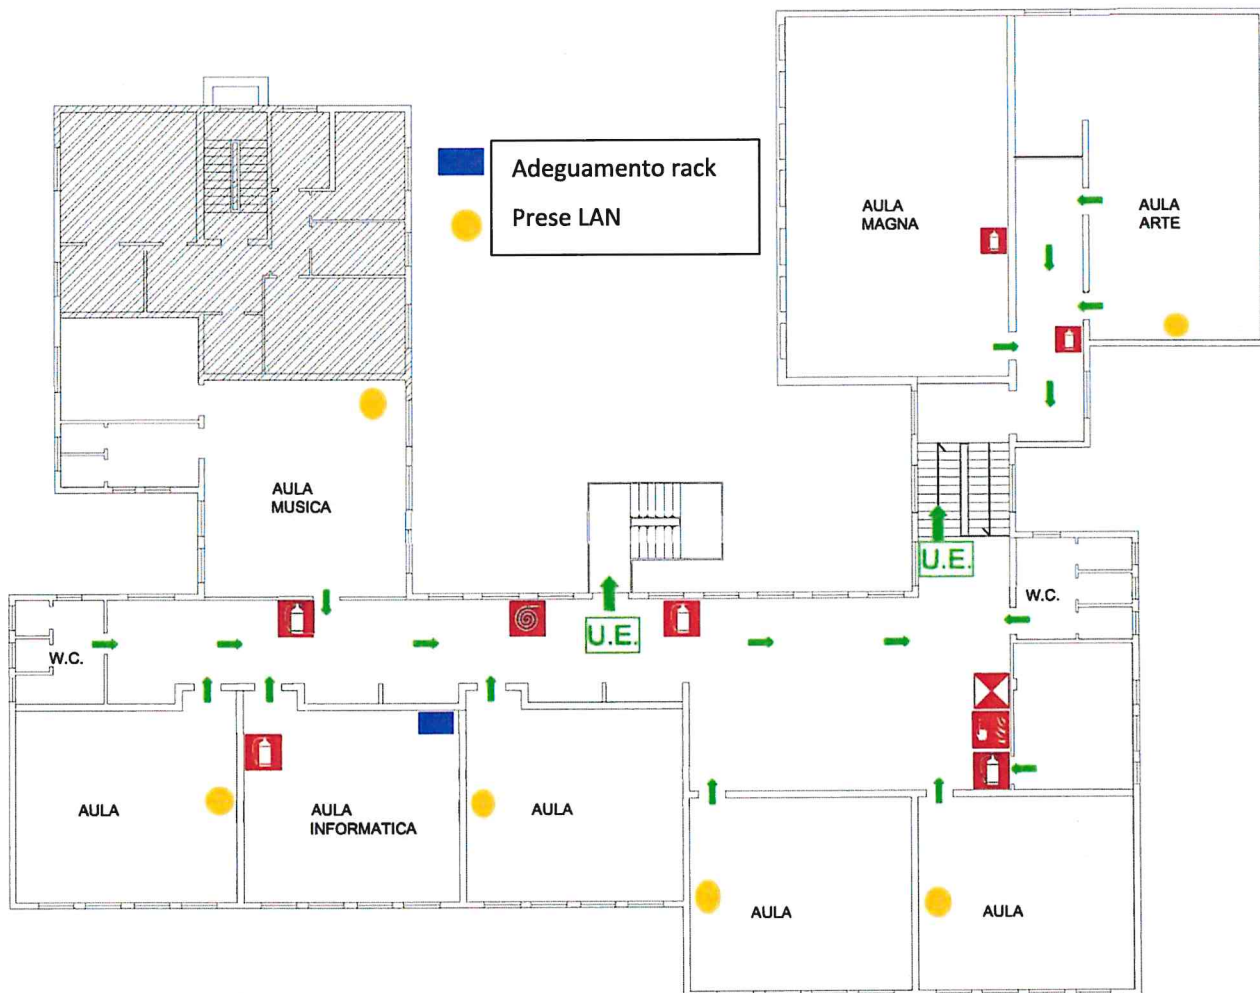 Adeguamento rack
Prese LAN
AULA
MAGNA
AULA
ARTE
AULA
MUSICA
U.E.
U.E.
W.C.
W.C.
AULA
AULA
INFORMATICA
AULA
AULA
AULA